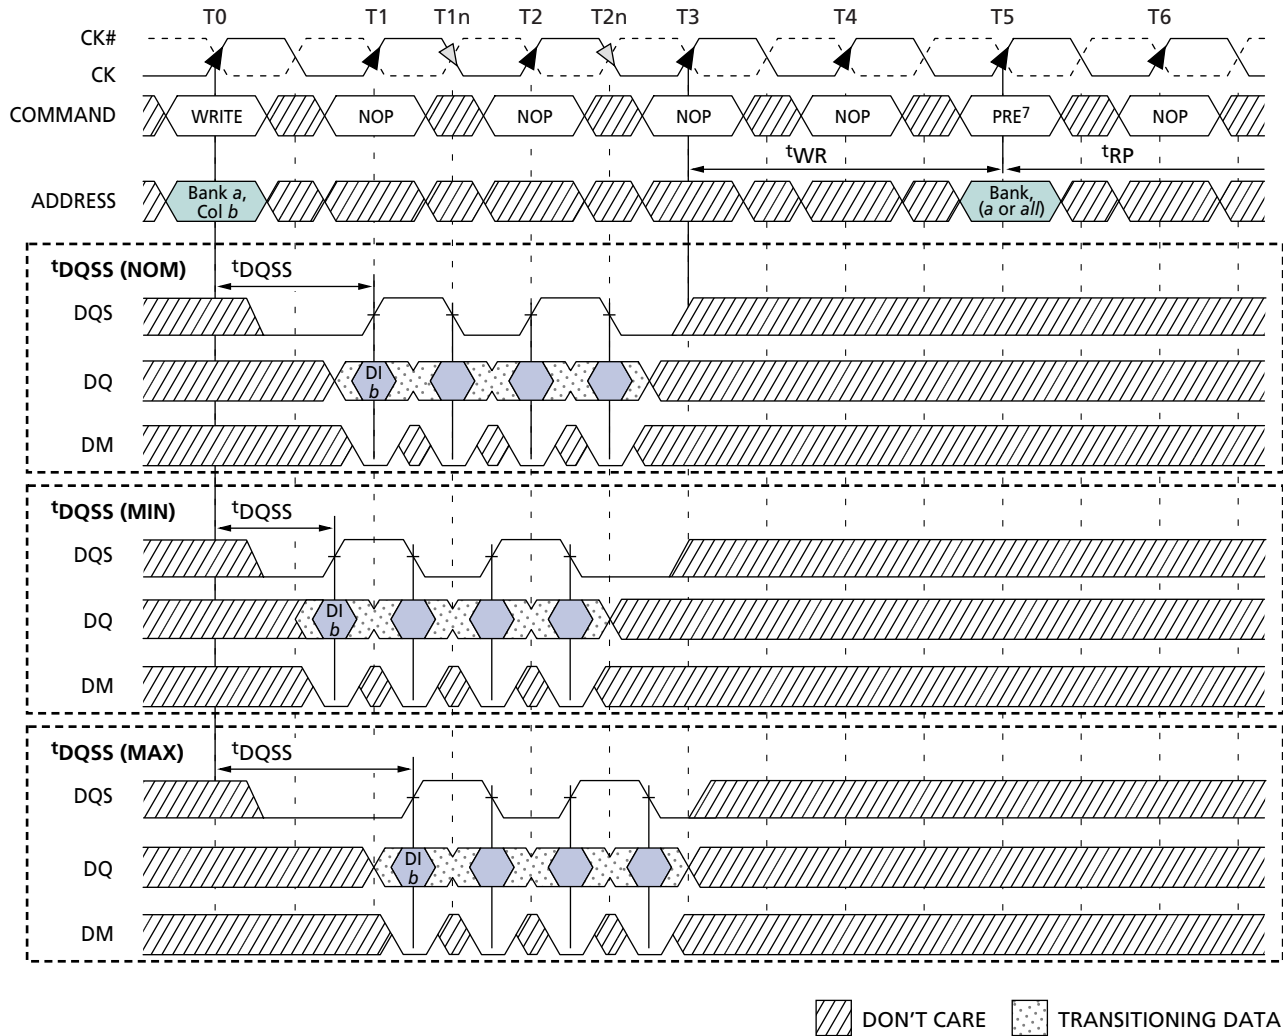 T0 T1 T1n T2 T2n T3 T4 T5 T6
CK#
CK
COMMAND WRITE NOP NOP NOP NOP PRE7 NOP
tWR tRP
ADDRESS Bank a, Col b Bank, (a or all)
tDQSS (NOM) tDQSS
DQS
DQ DI b
DM
tDQSS (MIN) tDQSS
DQS
DQ DI b
DM
tDQSS (MAX) tDQSS
DQS
DQ DI b
DM
DON'T CARE TRANSITIONING DATA